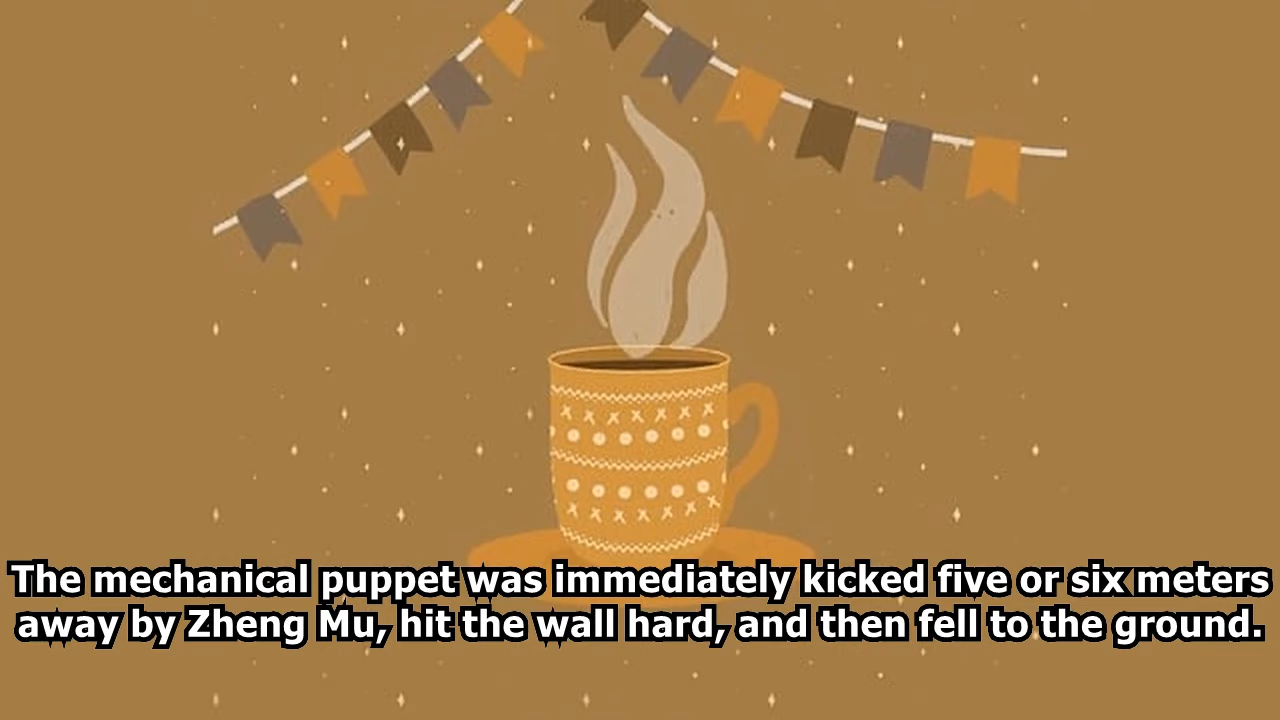 The mechanical puppet was immediately kicked five or six meters
away by Zheng Mu, hit the wall hard, and then fell to the ground.